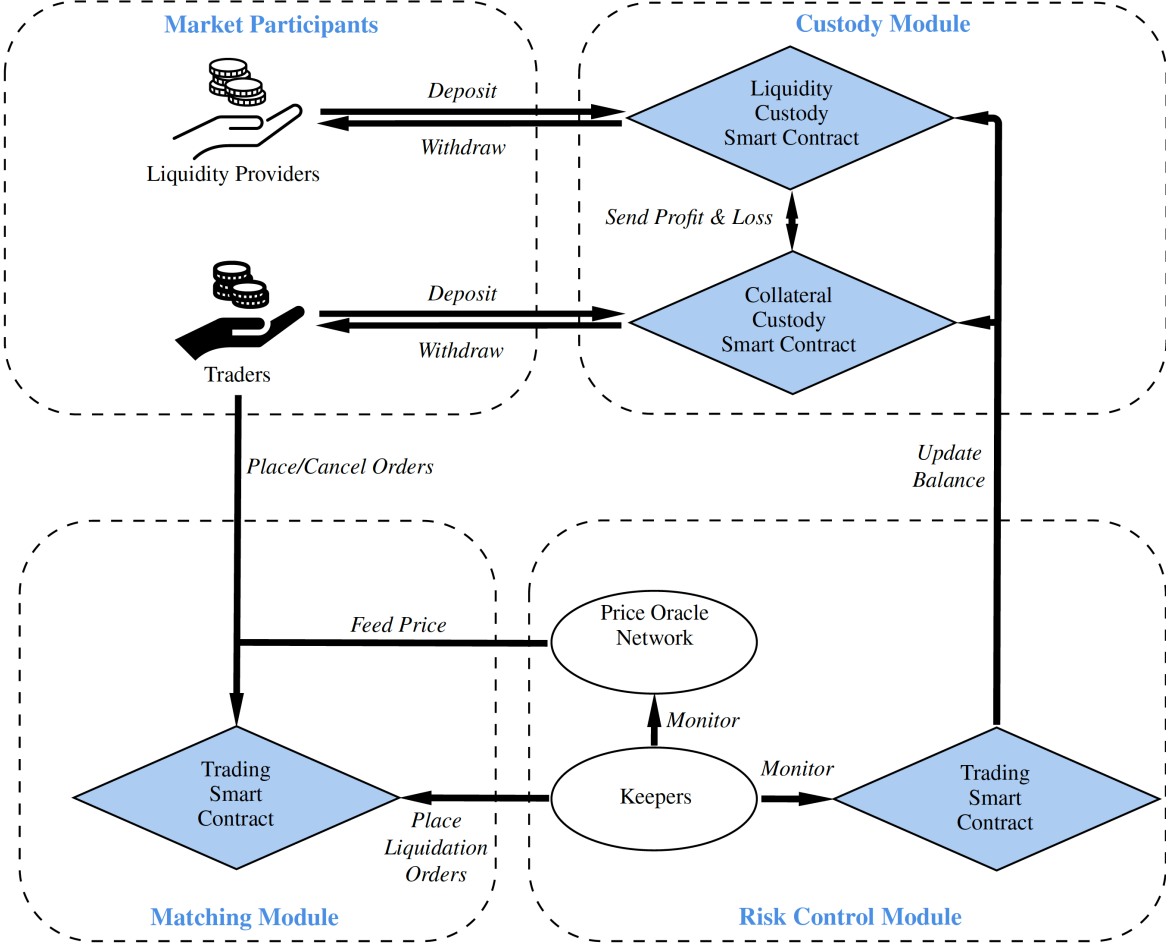 Market Participants
Custody Module
Liquidity Providers
Deposit
Withdraw
Liquidity
Custody
Smart Contract
Send Profit & Loss
Traders
Deposit
Withdraw
Collateral
Custody
Smart Contract
Place/Cancel Orders
Update
Balance
Feed Price
Price Oracle
Network
Monitor
Trading
Smart
Contract
Place
Liquidation
Orders
Keepers
Monitor
Trading
Smart
Contract
Matching Module
Risk Control Module